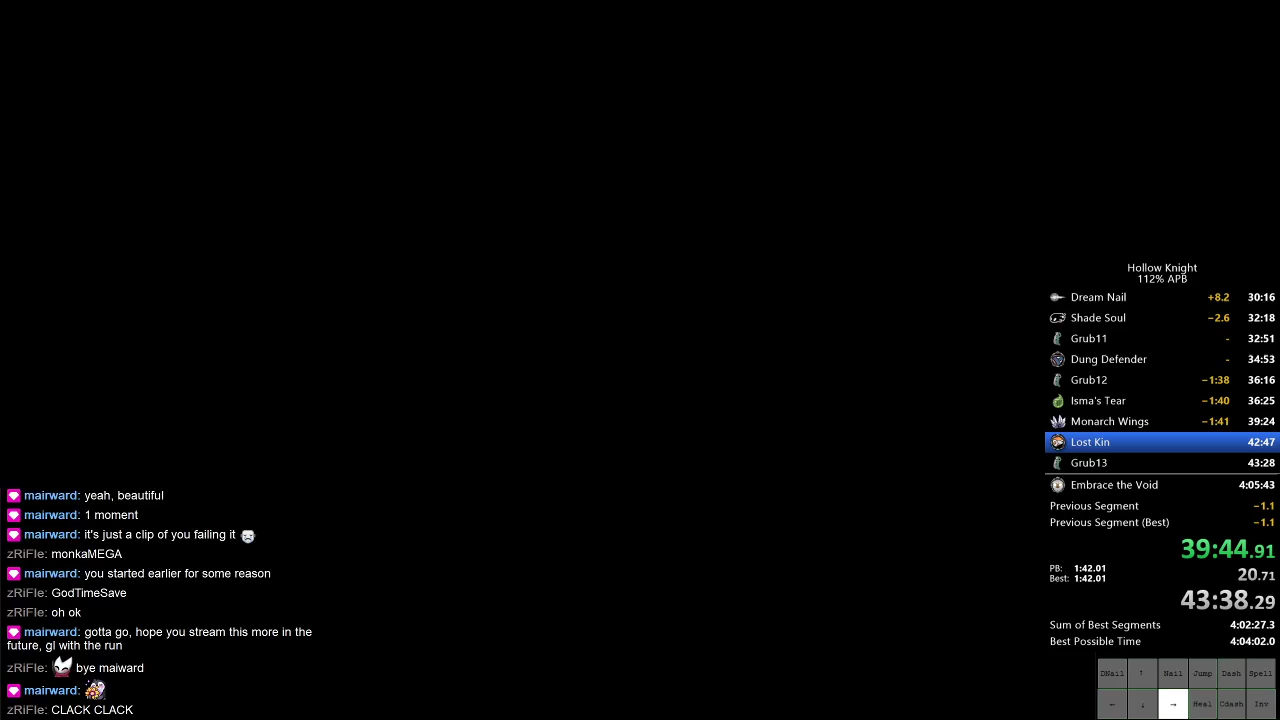 Hollow Knight
112% APB
Dream Nail +8.2 30:16
Shade Soul −2.6 32:18
Grub11 - 32:51
Dung Defender - 34:53
Grub12 −1:38 36:16
Isma's Tear −1:40 36:25
Monarch Wings −1:41 39:24
Lost Kin 42:47
Grub13 43:28
Embrace the Void 4:05:43
Previous Segment −1.1
Previous Segment (Best) −1.1
39:44.91
PB: 1:42.01
Best: 1:42.01
20.71
43:38.29
Sum of Best Segments 4:02:27.3
Best Possible Time 4:04:02.0
DNail ↑ Nail Jump Dash Spell
← ↓ → Heal Cdash Inv
mairward: yeah, beautiful
mairward: 1 moment
mairward: it's just a clip of you failing it
zRiFle: monkaMEGA
mairward: you started earlier for some reason
zRiFle: GodTimeSave
zRiFle: oh ok
mairward: gotta go, hope you stream this more in the
future, gl with the run
zRiFle: bye maiward
mairward:
zRiFle: CLACK CLACK